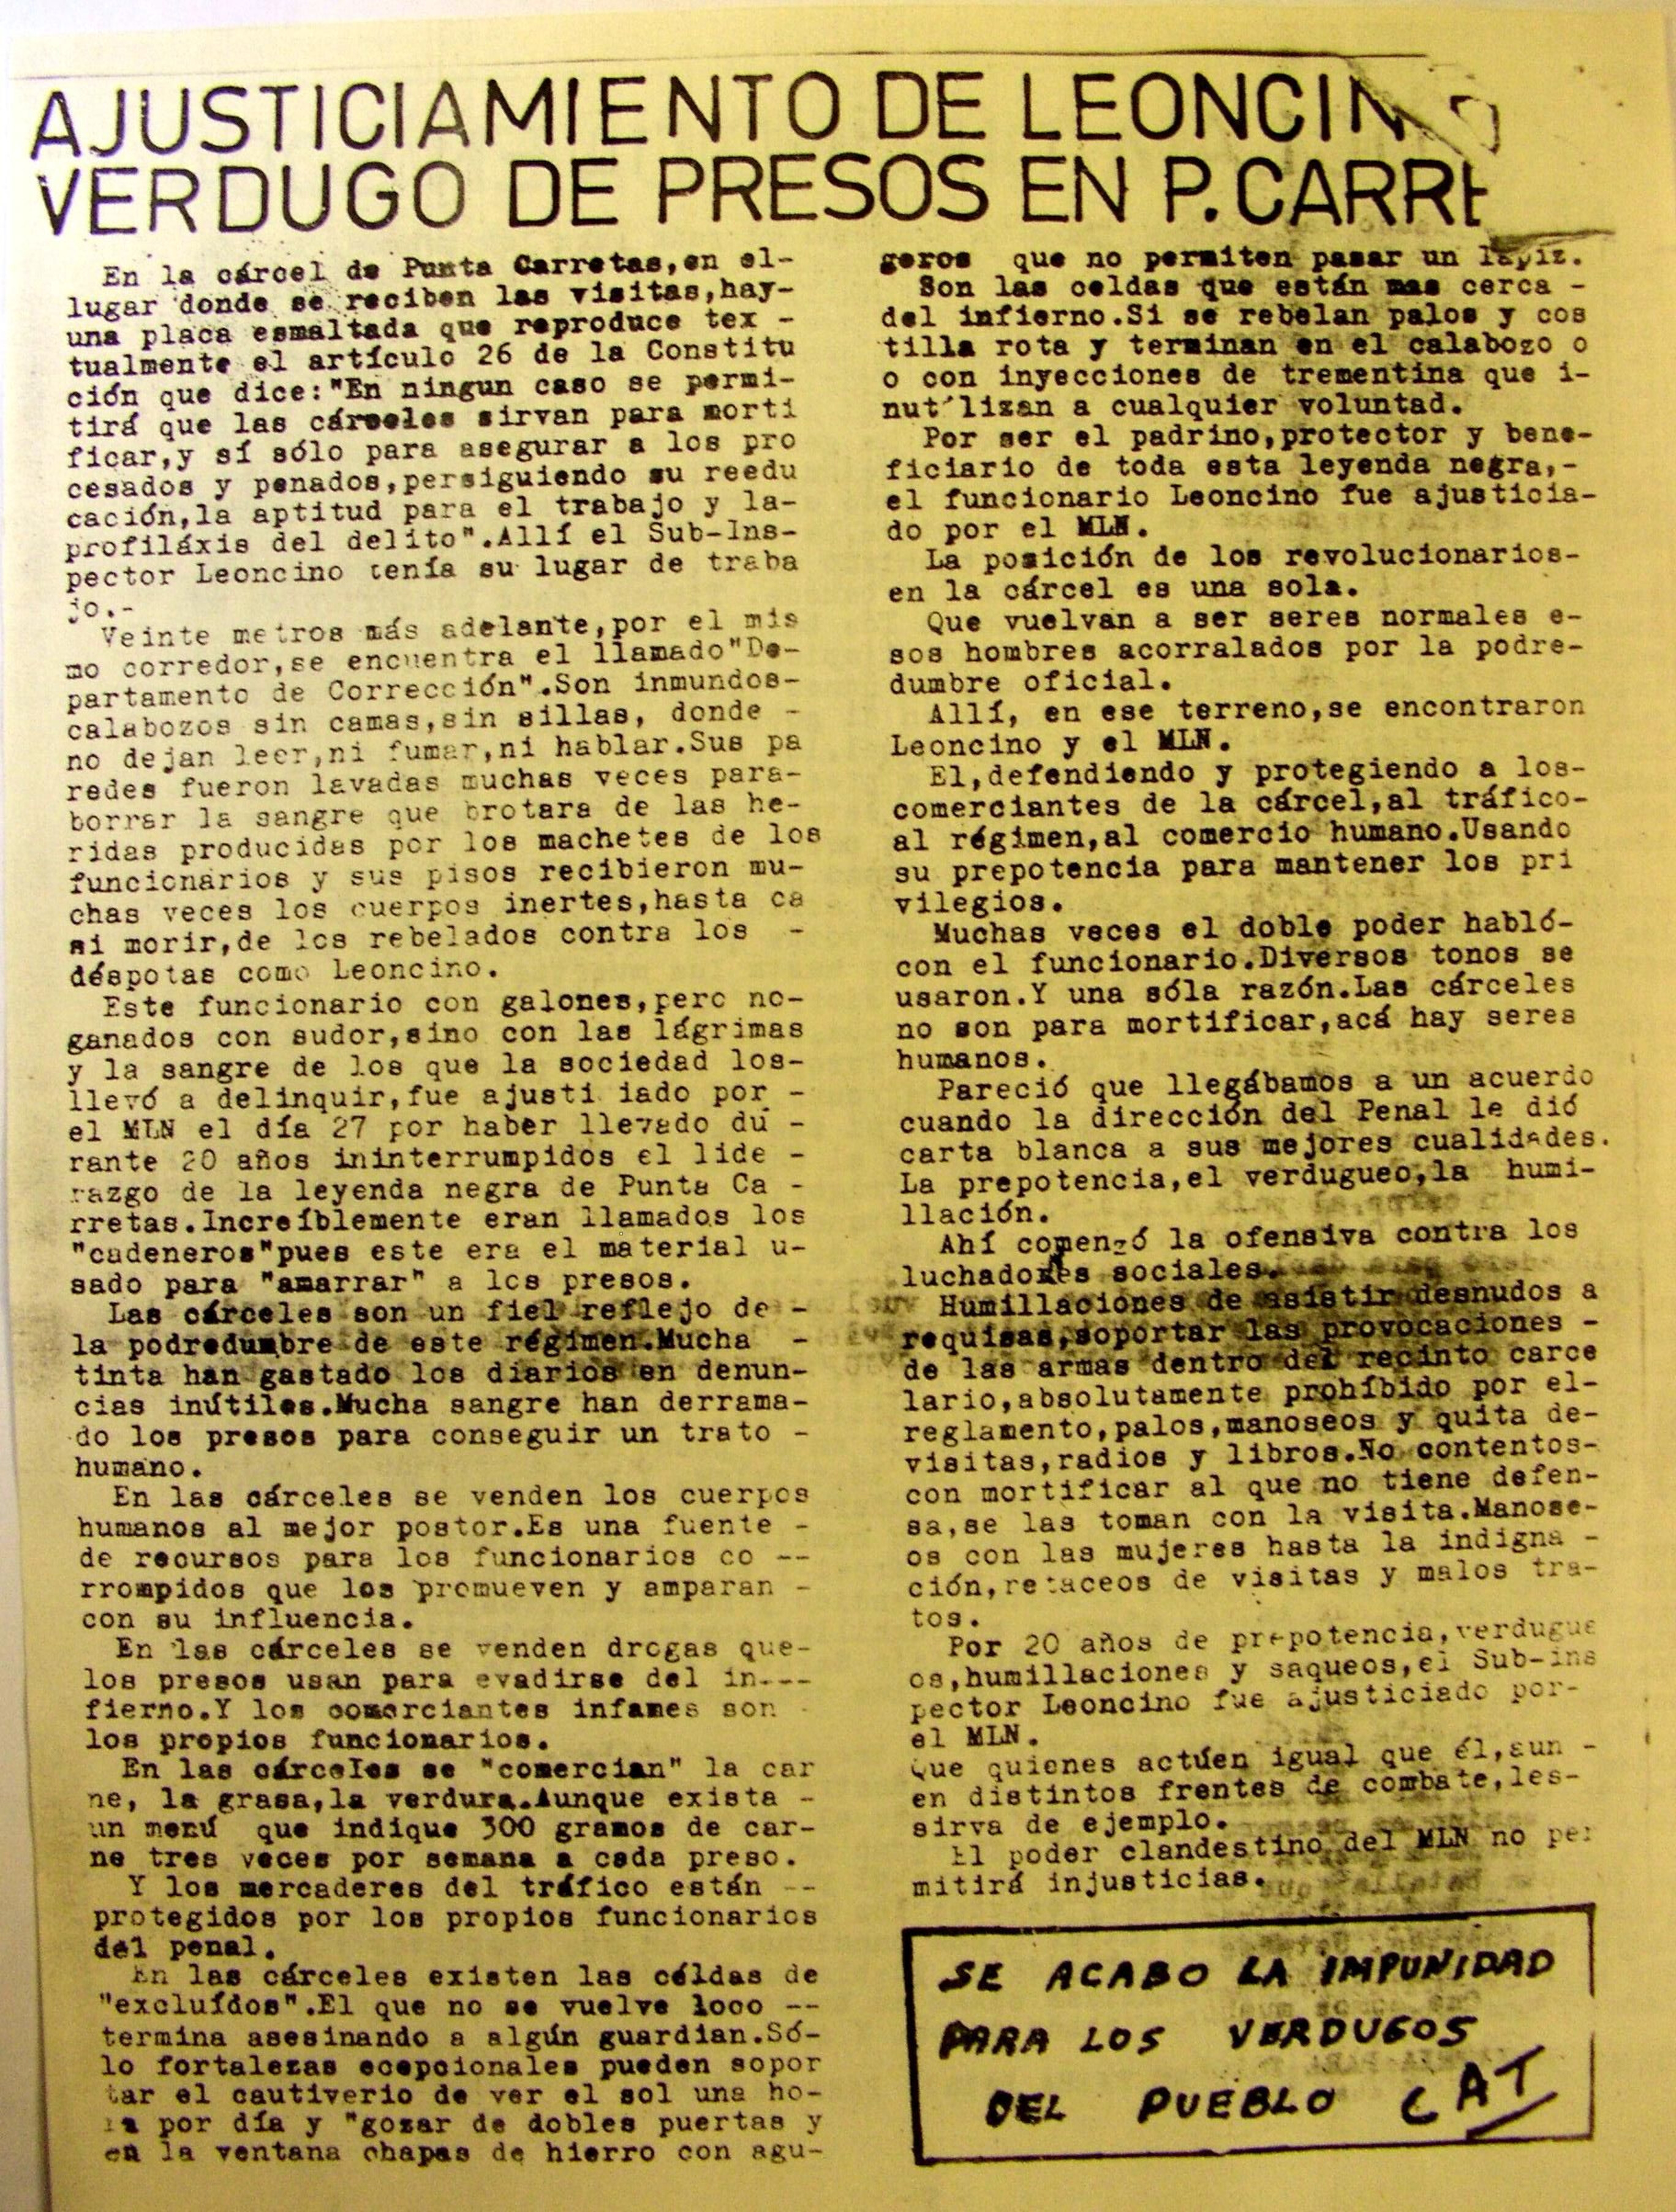 AJUSTICIAMIENTO DE LEONCINO
VERDUGO DE PRESOS EN P.CARRE
En la cárcel de Punta Carretas,en el-
lugar donde se reciben las visitas,hay-
una placa esmaltada que reproduce tex -
tualmente el artículo 26 de la Constitu
ción que dice:"En ningun caso se permi-
tirá que las cárceles sirvan para morti
ficar,y sí sólo para asegurar a los pro
cesados y penados,persiguiendo su reedu
cación,la aptitud para el trabajo y la-
profiláxis del delito".Allí el Sub-Ins-
pector Leoncino tenía su lugar de traba
jo.-
Veinte metros más adelante,por el mis
mo corredor,se encuentra el llamado"De-
partamento de Corrección".Son inmundos-
calabozos sin camas,sin sillas, donde -
no dejan leer,ni fumar,ni hablar.Sus pa
redes fueron lavadas muchas veces para-
borrar la sangre que brotara de las he-
ridas producidas por los machetes de los
funcionarios y sus pisos recibieron mu-
chas veces los cuerpos inertes,hasta ca
si morir,de los rebelados contra los -
déspotas como Leoncino.
Este funcionario con galones,pero no-
ganados con sudor,sino con las lágrimas
y la sangre de los que la sociedad los-
llevó a delinquir,fue ajusti iado por -
el MLN el día 27 por haber llevado du -
rante 20 años ininterrumpidos el lide -
razgo de la leyenda negra de Punta Ca -
rretas.Increíblemente eran llamados los
"cadeneros"pues este era el material u-
sado para "amarrar" a los presos.
Las cárceles son un fiel reflejo de -
la podredumbre de este régimen.Mucha -
tinta han gastado los diarios en denun-
cias inútiles.Mucha sangre han derrama-
do los presos para conseguir un trato -
humano.
En las cárceles se venden los cuerpos
humanos al mejor postor.Es una fuente -
de recursos para los funcionarios co --
rrompidos que los promueven y amparan -
con su influencia.
En las cárceles se venden drogas que-
los presos usan para evadirse del in---
fierno.Y los comerciantes infames son
los propios funcionarios.
En las cárceles se "comercian" la car
ne, la grasa,la verdura.Aunque exista -
un menú que indique 300 gramos de car-
ne tres veces por semana a cada preso.
Y los mercaderes del tráfico están --
protegidos por los propios funcionarios
del penal.
En las cárceles existen las céldas de
"excluídos".El que no se vuelve loco --
termina asesinando a algún guardian.Só-
lo fortalezas ecepcionales pueden sopor
tar el cautiverio de ver el sol una ho-
ra por día y "gozar de dobles puertas y
en la ventana chapas de hierro con agu-
geros que no permiten pasar un lápiz.
Son las celdas que están mas cerca -
del infierno.Si se rebelan palos y cos
tilla rota y terminan en el calabozo o
o con inyecciones de trementina que i-
nut´lizan a cualquier voluntad.
Por ser el padrino,protector y bene-
ficiario de toda esta leyenda negra,-
el funcionario Leoncino fue ajusticia-
do por el MLN.
La posición de los revolucionarios-
en la cárcel es una sola.
Que vuelvan a ser seres normales e-
sos hombres acorralados por la podre-
dumbre oficial.
Allí, en ese terreno,se encontraron
Leoncino y el MLN.
El,defendiendo y protegiendo a los-
comerciantes de la cárcel,al tráfico-
al régimen,al comercio humano.Usando
su prepotencia para mantener los pri
vilegios.
Muchas veces el doble poder habló-
con el funcionario.Diversos tonos se
usaron.Y una sóla razón.Las cárceles
no son para mortificar,acá hay seres
humanos.
Pareció que llegábamos a un acuerdo
cuando la dirección del Penal le dió
carta blanca a sus mejores cualidades.
La prepotencia,el verdugueo,la humi-
llación.
Ahí comenzó la ofensiva contra los
luchadores sociales.
Humillaciones de asistir desnudos a
requisas,soportar las provocaciones -
de las armas dentro del recinto carce
lario,absolutamente prohíbido por el-
reglamento,palos,manoseos y quita de-
visitas,radios y libros.No contentos-
con mortificar al que no tiene defen-
sa,se las toman con la visita.Manose-
os con las mujeres hasta la indigna -
ción,retaceos de visitas y malos tra-
tos.
Por 20 años de prepotencia,verdugue
os,humillaciones y saqueos,el Sub-ins
pector Leoncino fue ajusticiado por-
el MLN.
Que quienes actúen igual que él,aun -
en distintos frentes de combate,les-
sirva de ejemplo.
El poder clandestino del MLN no per
mitirá injusticias.
SE ACABO LA IMPUNIDAD
PARA LOS VERDUGOS
DEL PUEBLO CAT